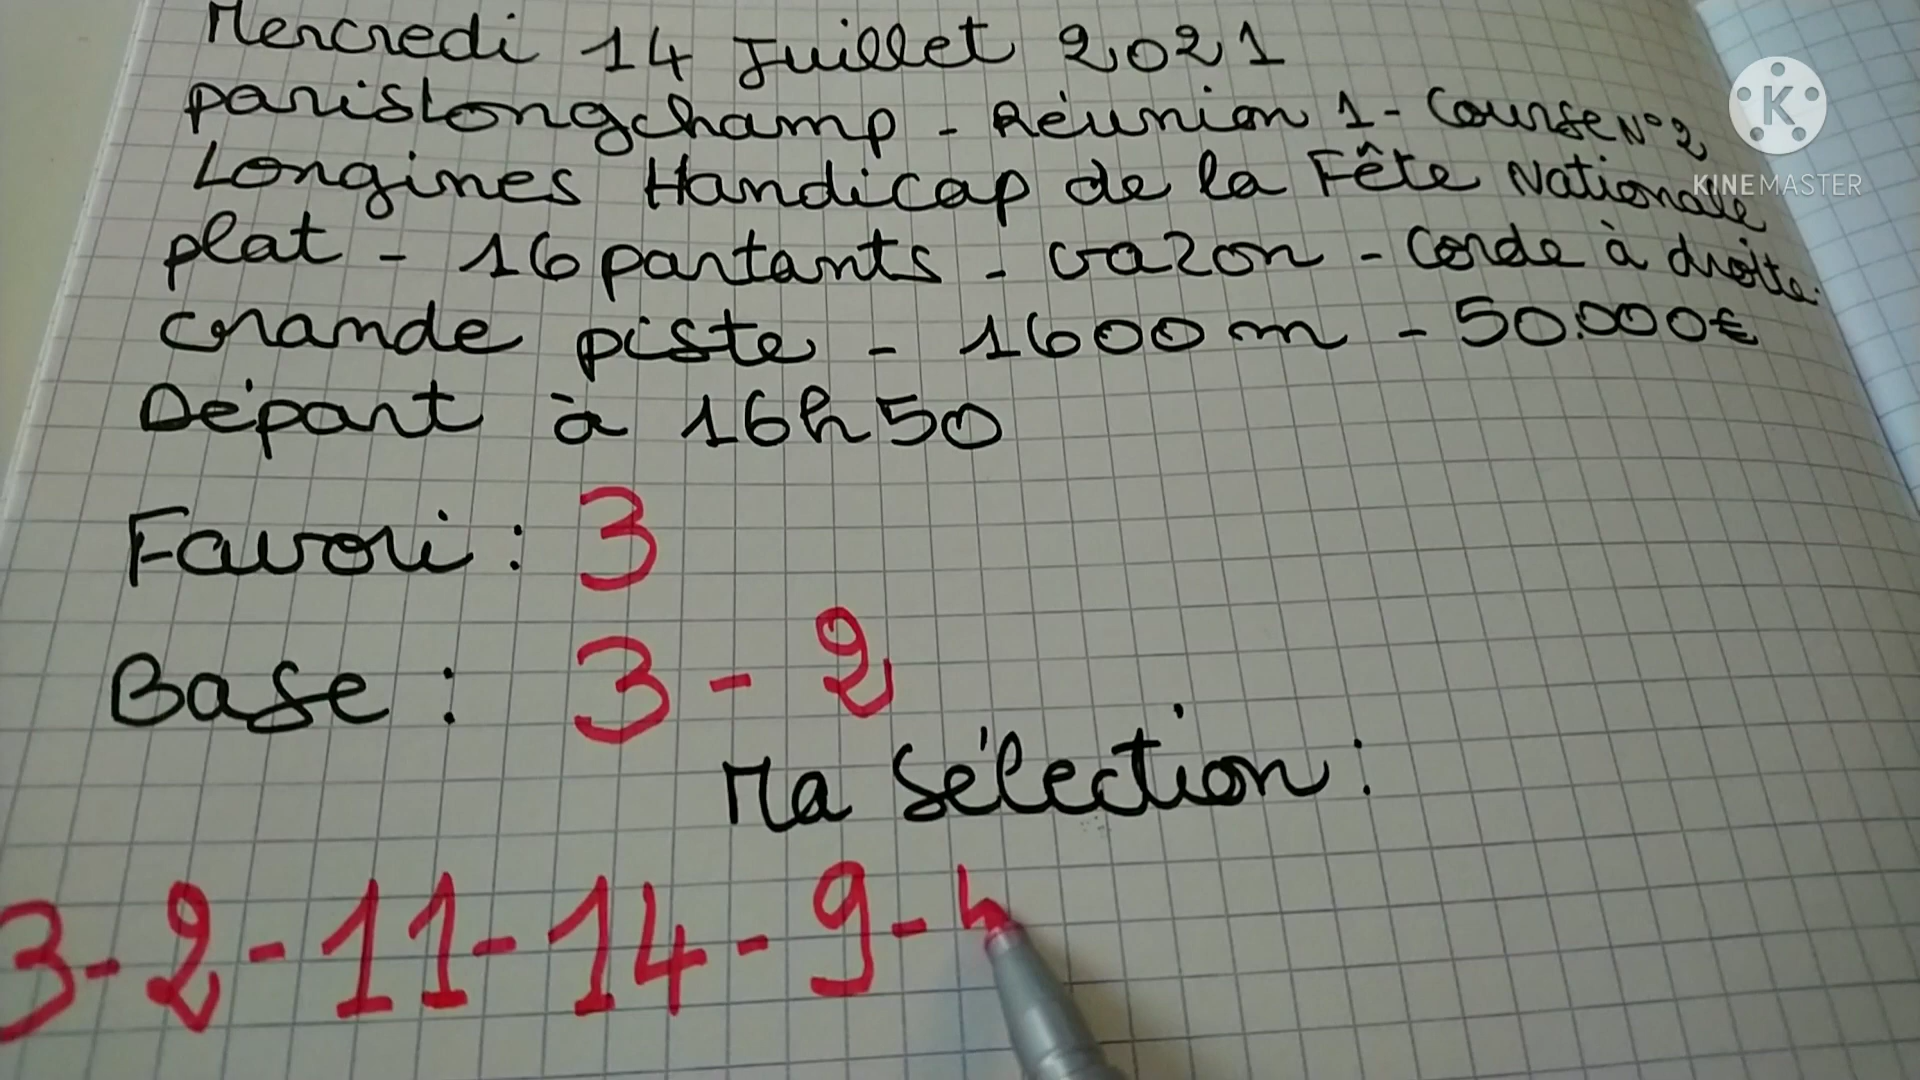 Mercredi 14 Juillet 2021
parisLongchamp - Réunion 1 - Course N° 2
Longines Handicap de la Fête Nationale
plat - 16 partants - Gazon - Corde à droite.
Grande piste - 1600 m - 50.000€
Départ à 16h50
Favori : 3
Base : 3 - 2
Ma Sélection :
3 - 2 - 11 - 14 - 9 -
K
KINEMASTER